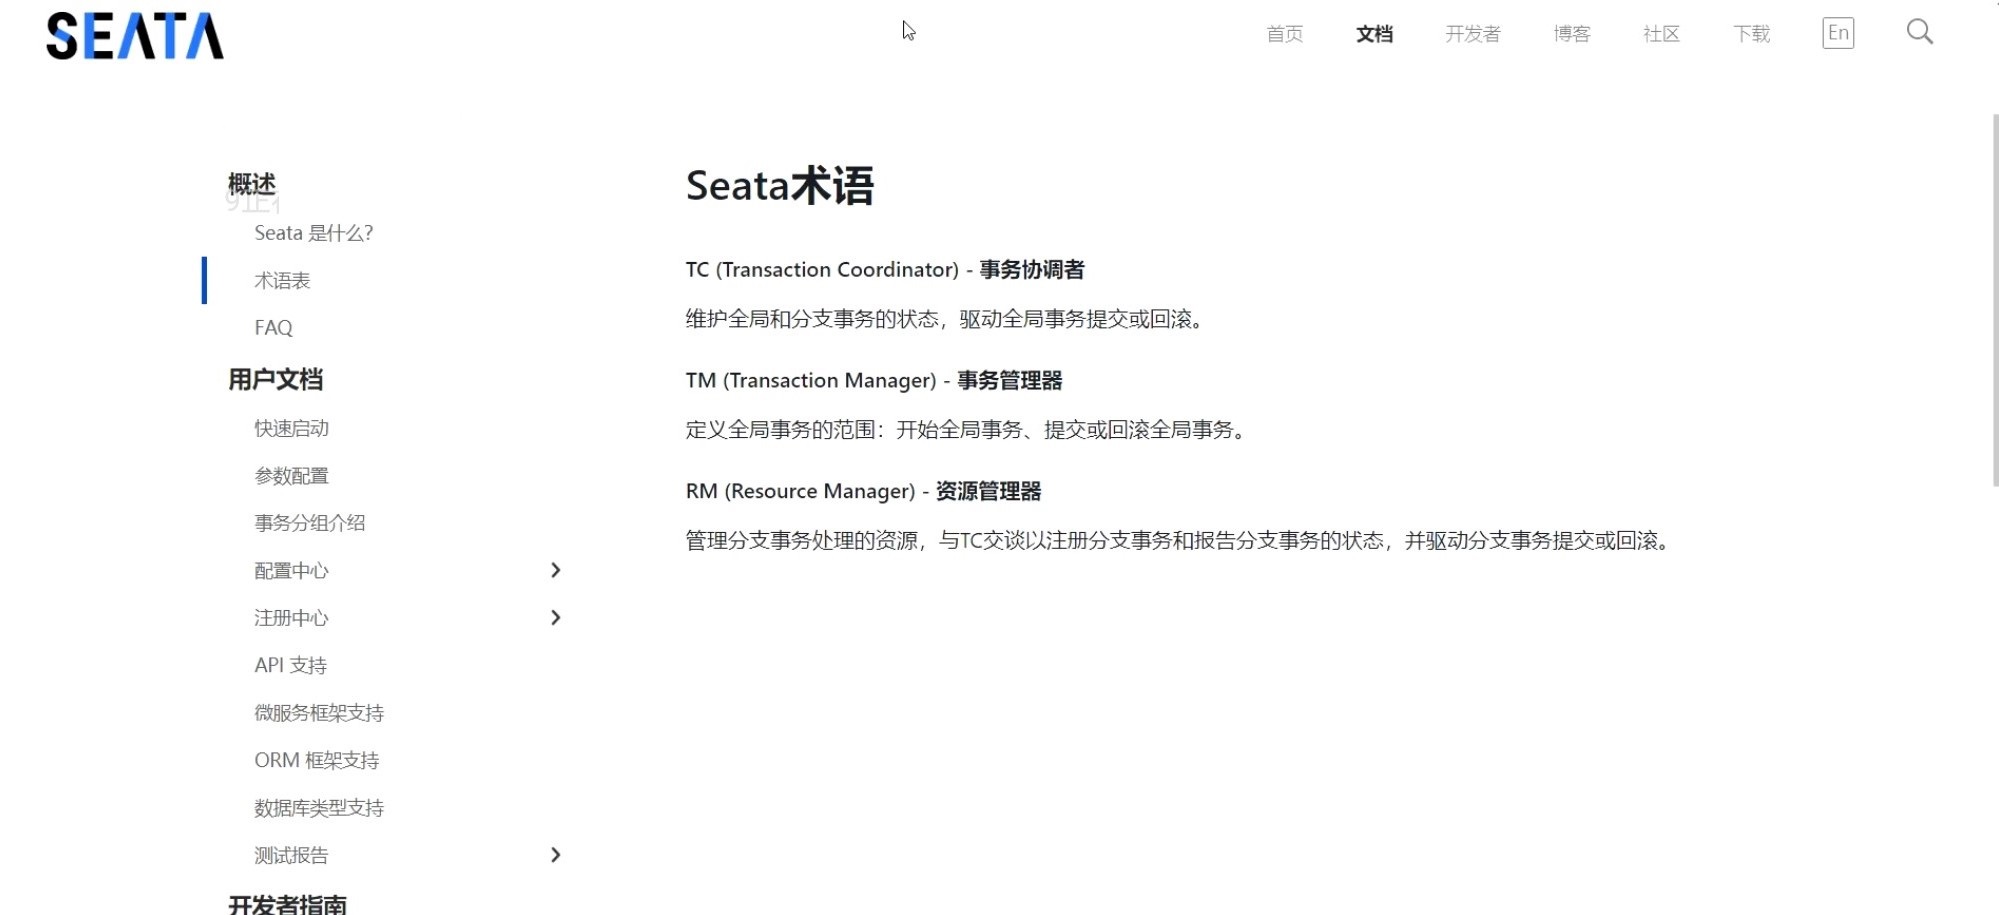 SEATA
首页 文档 开发者 博客 社区 下载 En
概述
Seata 是什么?
术语表
FAQ
用户文档
快速启动
参数配置
事务分组介绍
配置中心
注册中心
API 支持
微服务框架支持
ORM 框架支持
数据库类型支持
测试报告
开发者指南
Seata术语
TC (Transaction Coordinator) - 事务协调者
维护全局和分支事务的状态，驱动全局事务提交或回滚。
TM (Transaction Manager) - 事务管理器
定义全局事务的范围：开始全局事务、提交或回滚全局事务。
RM (Resource Manager) - 资源管理器
管理分支事务处理的资源，与TC交谈以注册分支事务和报告分支事务的状态，并驱动分支事务提交或回滚。